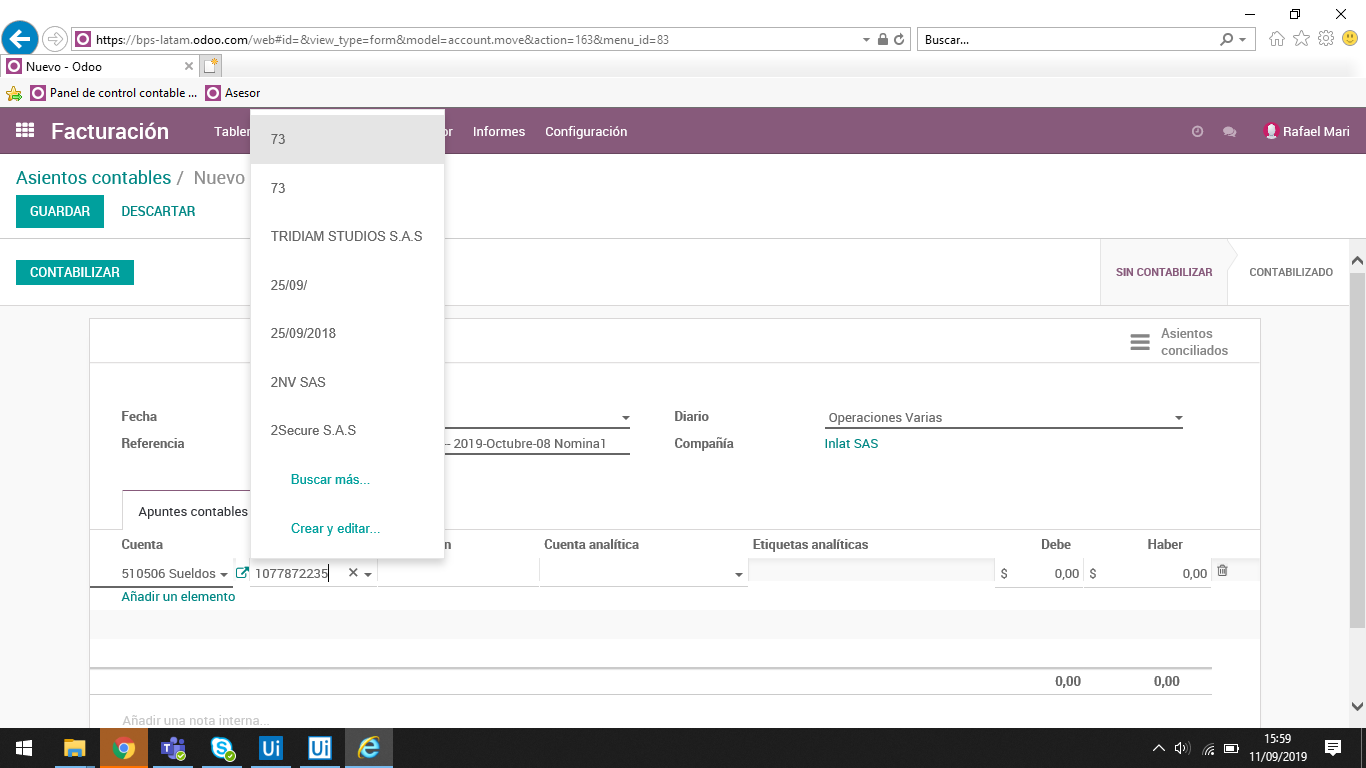 https://bps-latam.odoo.com/web#id=&view_type=form&model=account.move&action=163&menu_id=83
Buscar...
Nuevo - Odoo
Panel de control contable ...
Asesor
Facturación
Tabler
or
Informes
Configuración
Rafael Mari
Asientos contables / Nuevo
GUARDAR
DESCARTAR
CONTABILIZAR
SIN CONTABILIZAR
CONTABILIZADO
73
73
TRIDIAM STUDIOS S.A.S
25/09/
25/09/2018
2NV SAS
2Secure S.A.S
Buscar más...
Crear y editar...
Asientos
conciliados
Fecha
Diario
Operaciones Varias
Referencia
– 2019-Octubre-08 Nomina1
Compañía
Inlat SAS
Apuntes contables
Cuenta
n
Cuenta analítica
Etiquetas analíticas
Debe
Haber
510506 Sueldos
1077872235
$ 0,00
$ 0,00
Añadir un elemento
0,00
0,00
Añadir una nota interna...
Ui
Ui
15:59
11/09/2019